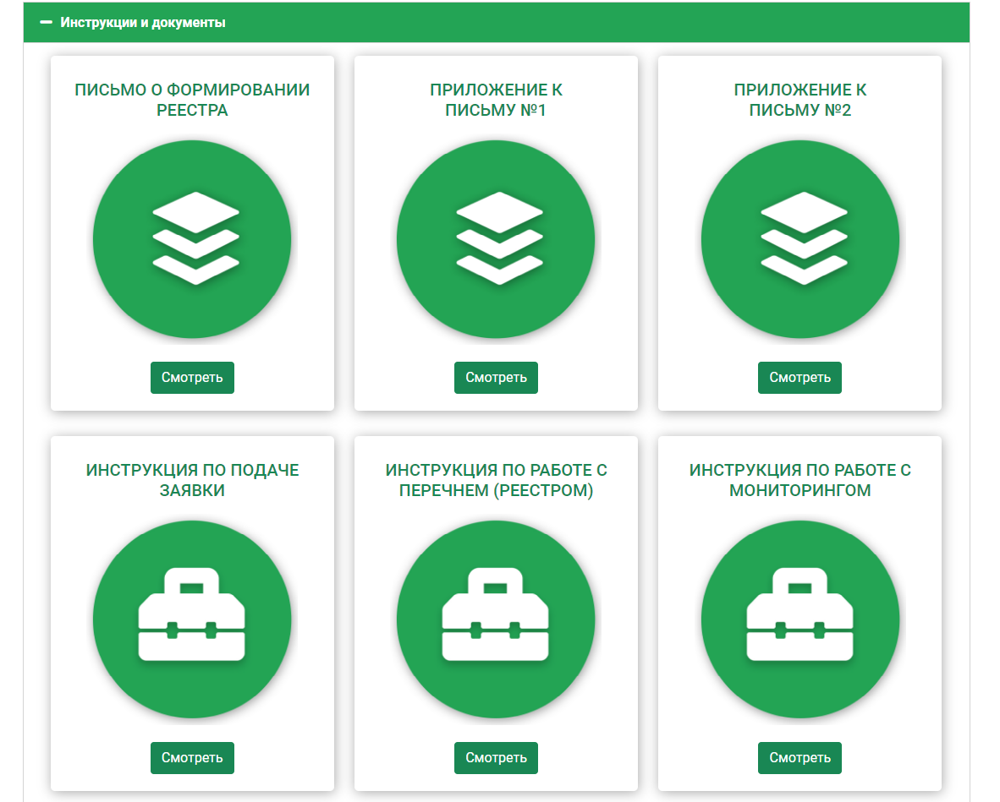 Инструкции и документы
ПИСЬМО О ФОРМИРОВАНИИ
РЕЕСТРА
ПРИЛОЖЕНИЕ К
ПИСЬМУ №1
ПРИЛОЖЕНИЕ К
ПИСЬМУ №2
Смотреть
Смотреть
Смотреть
ИНСТРУКЦИЯ ПО ПОДАЧЕ
ЗАЯВКИ
ИНСТРУКЦИЯ ПО РАБОТЕ С
ПЕРЕЧНЕМ (РЕЕСТРОМ)
ИНСТРУКЦИЯ ПО РАБОТЕ С
МОНИТОРИНГОМ
Смотреть
Смотреть
Смотреть